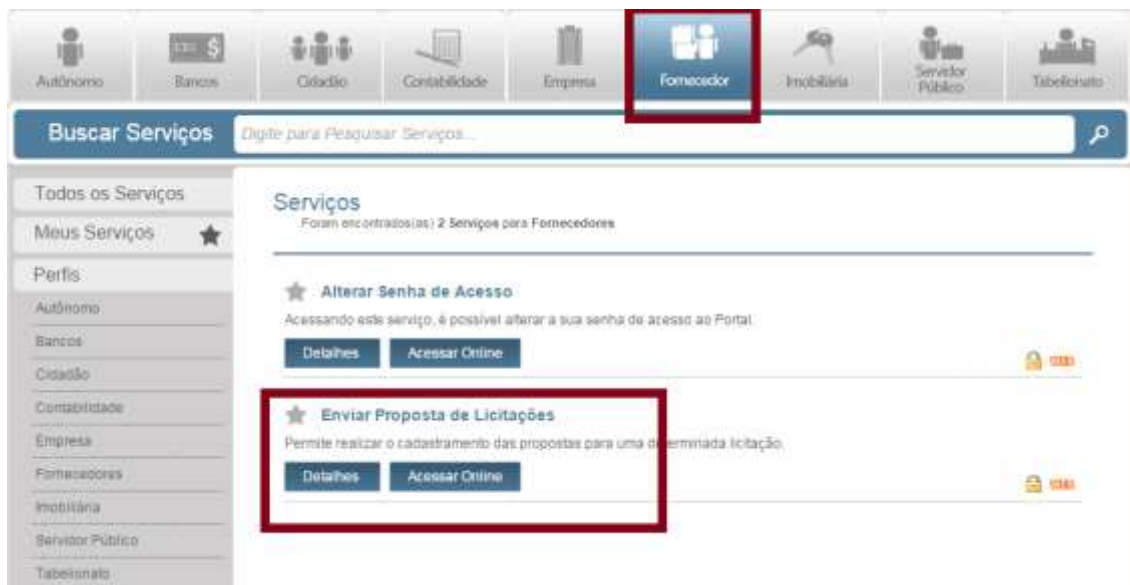 Autônomo
Bancos
Cidadão
Contabilidade
Empresa
Fornecedor
Imobiliária
Servidor
Público
Tabelionato
Buscar Serviços
Digite para Pesquisar Serviços...
Todos os Serviços
Meus Serviços
Perfis
Autônomo
Bancos
Cidadão
Contabilidade
Empresa
Fornecedores
Imobiliária
Servidor Público
Tabelionato
Serviços
Foram encontrados(as) 2 Serviços para Fornecedores
Alterar Senha de Acesso
Acessando este serviço, é possível alterar a sua senha de acesso ao Portal.
Detalhes Acessar Online
Enviar Proposta de Licitações
Permite realizar o cadastramento das propostas para uma determinada licitação.
Detalhes Acessar Online